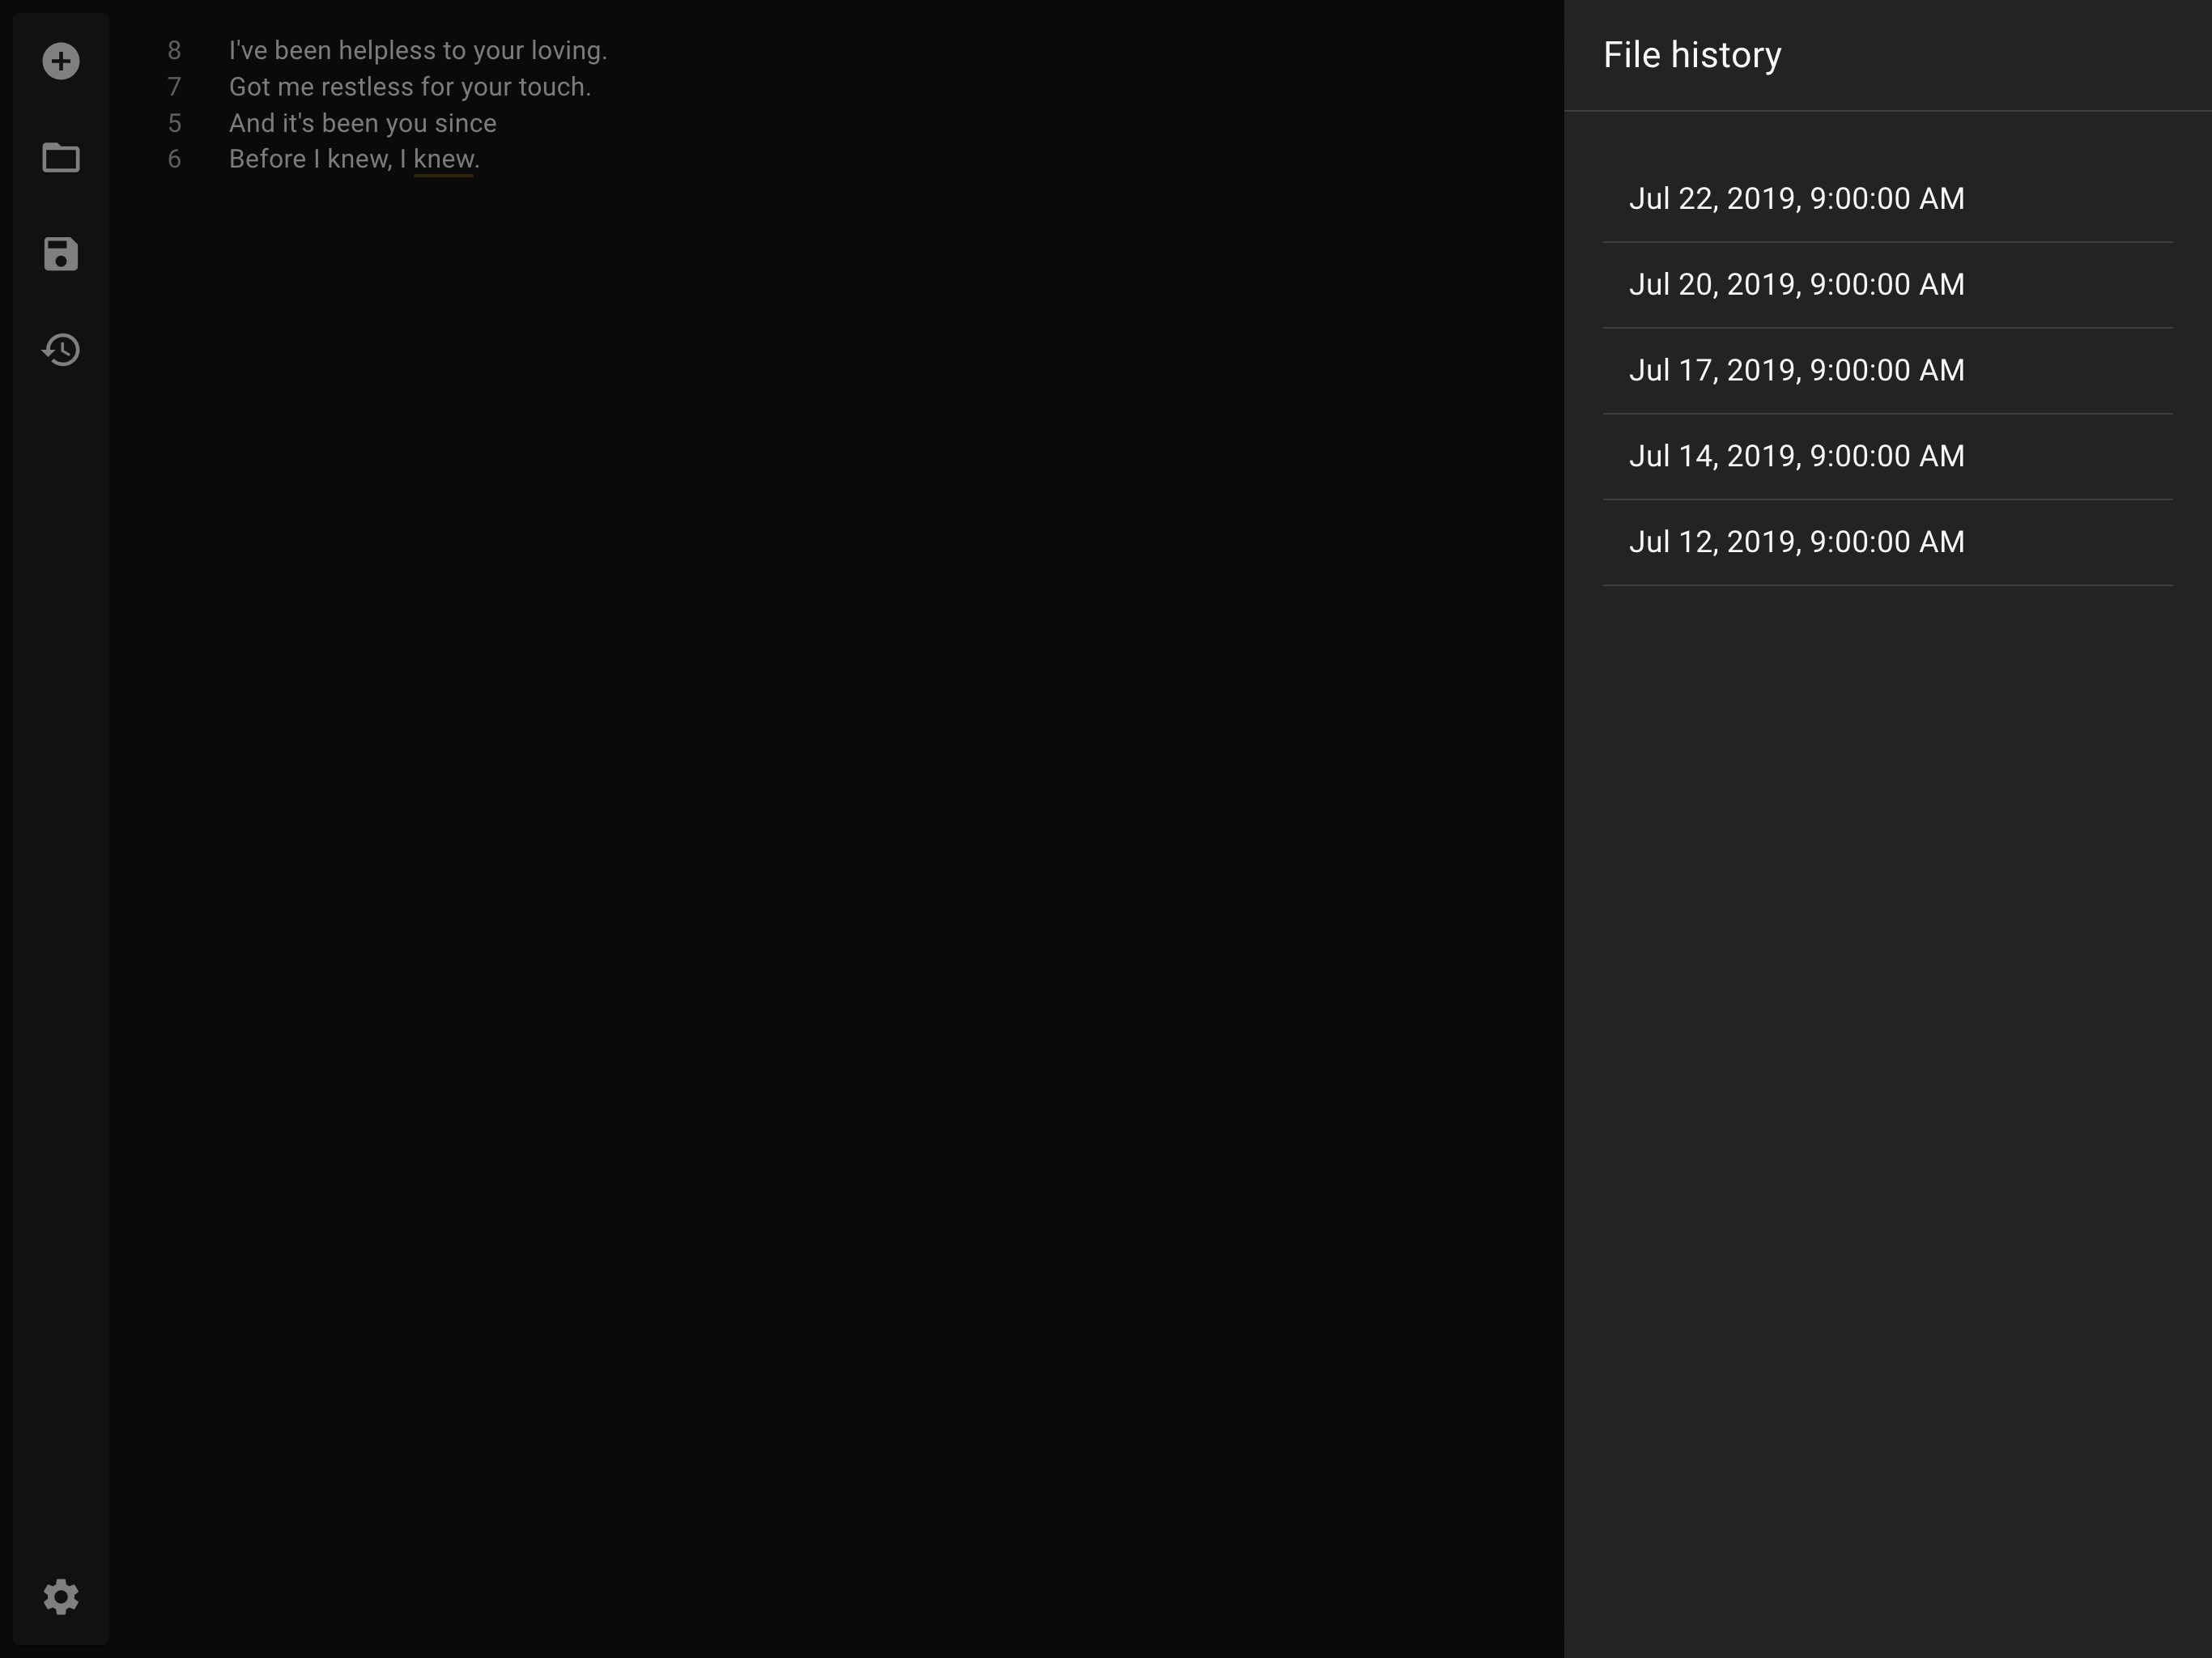 8 I've been helpless to your loving.
7 Got me restless for your touch.
5 And it's been you since
6 Before I knew, I knew.
File history
Jul 22, 2019, 9:00:00 AM
Jul 20, 2019, 9:00:00 AM
Jul 17, 2019, 9:00:00 AM
Jul 14, 2019, 9:00:00 AM
Jul 12, 2019, 9:00:00 AM